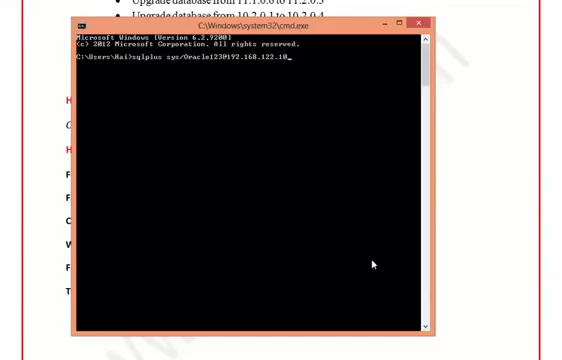 Upgrade database from 11.1.0.6 to 11.2.0.3
Upgrade database from 10.2.0.1 to 10.2.0.4
C:\Windows\system32\cmd.exe
Microsoft Windows [Version 6.2.9200]
(c) 2012 Microsoft Corporation. All rights reserved.
C:\Users\Hai>sqlplus sys/Oracle123@192.168.122.10_
H
C
H
F
F
C
W
F
T